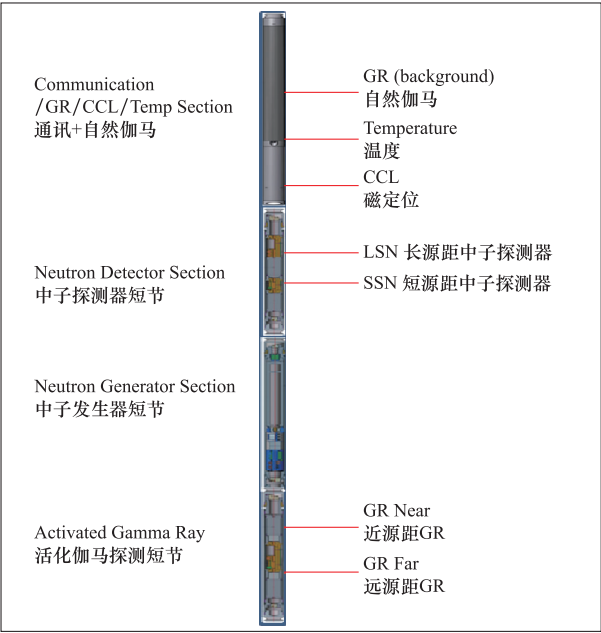 Communication
/GR/CCL/Temp Section
通讯+自然伽马
GR (background)
自然伽马
Temperature
温度
CCL
磁定位
LSN 长源距中子探测器
Neutron Detector Section
中子探测器短节
SSN 短源距中子探测器
Neutron Generator Section
中子发生器短节
Activated Gamma Ray
活化伽马探测短节
GR Near
近源距GR
GR Far
远源距GR